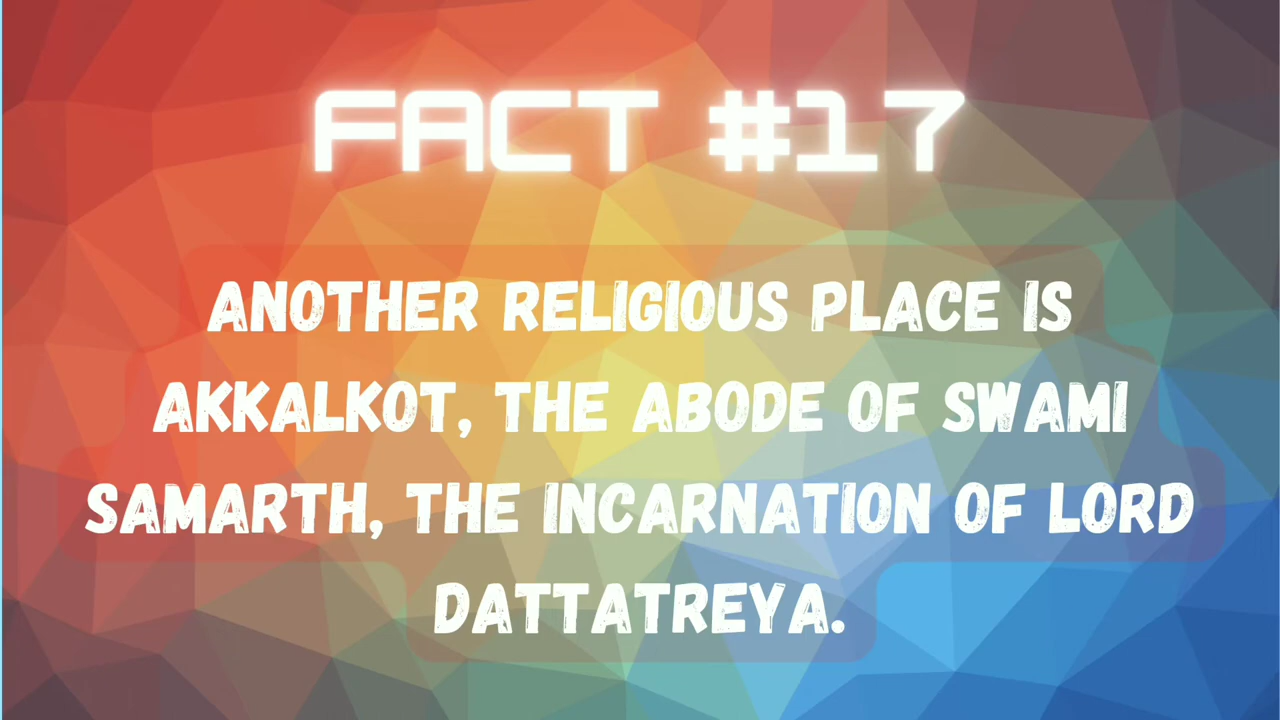 FACT #17
ANOTHER RELIGIOUS PLACE IS
AKKALKOT, THE ABODE OF SWAMI
SAMARTH, THE INCARNATION OF LORD
DATTATREYA.